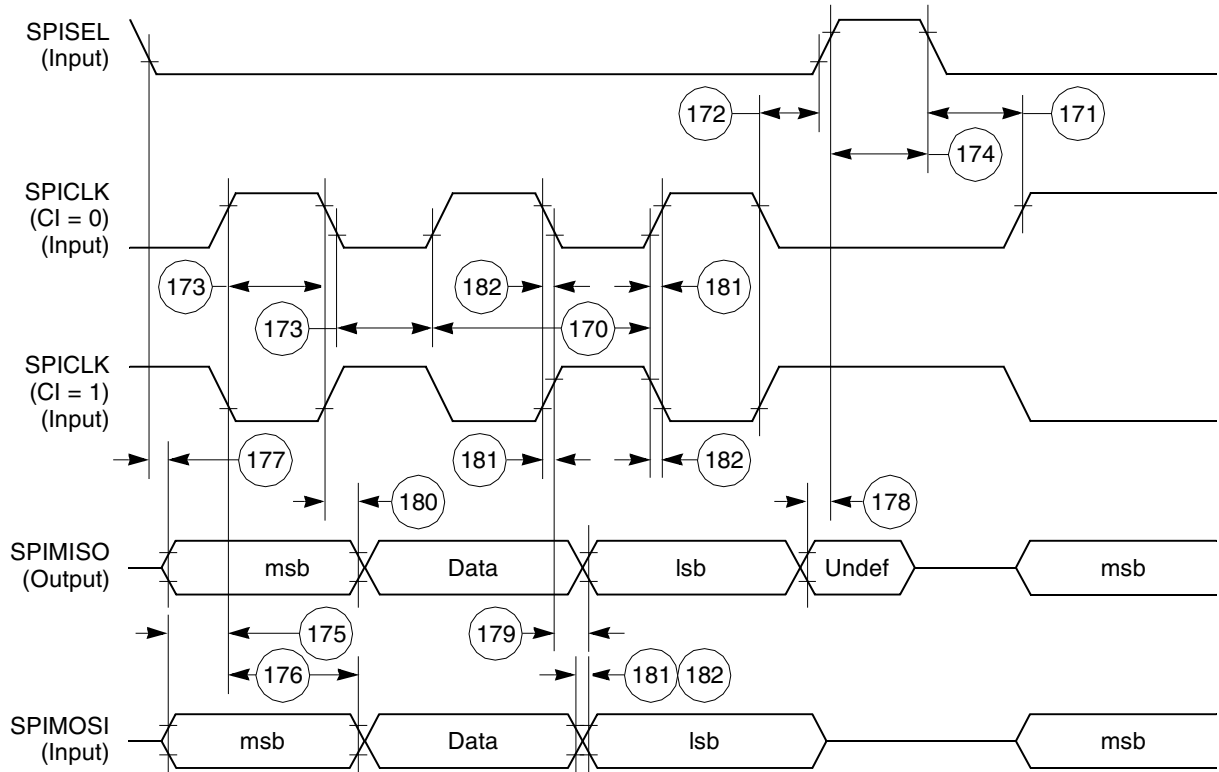 SPISEL
(Input)
172
171
174
SPICLK
(CI = 0)
(Input)
173
182
181
173
170
SPICLK
(CI = 1)
(Input)
177
181
182
180
178
SPIMISO
(Output)
msb
Data
lsb
Undef
msb
175
179
176
181
182
SPIMOSI
(Input)
msb
Data
lsb
msb